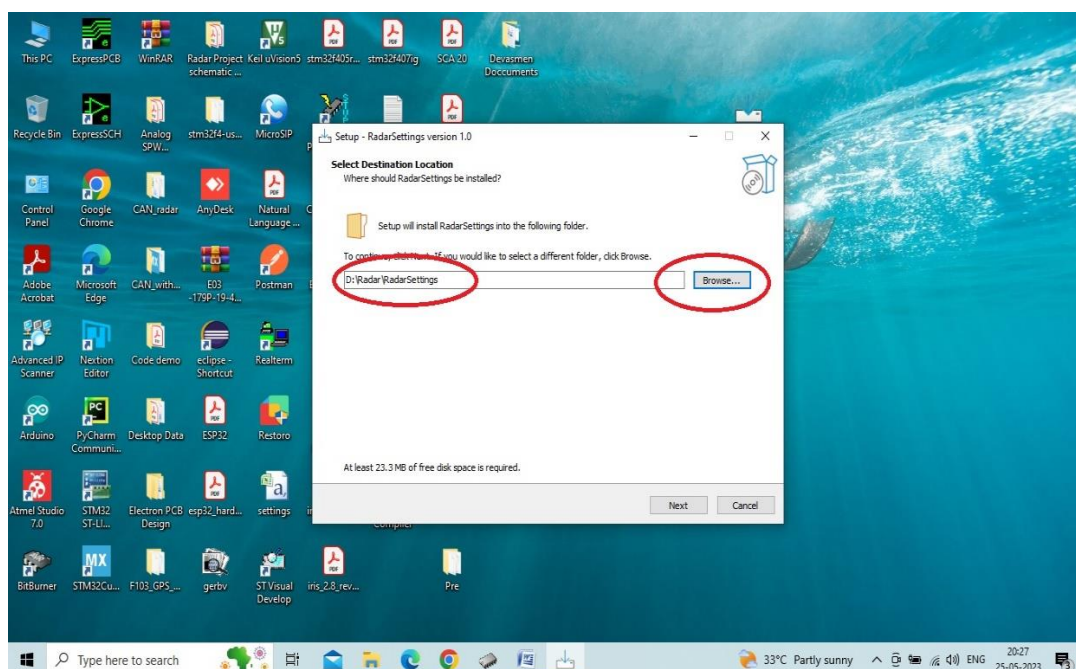 This PC
ExpressPCB
WinRAR
Radar Project
schematic ...
Keil uVision5
stm32f405r...
stm32f407ig
SCA 20
Devasmen
Doccuments
Recycle Bin
ExpressSCH
Analog
SPW...
stm32f4-us...
MicroSIP
Control
Panel
Google
Chrome
CAN_radar
AnyDesk
Natural
Language ...
Adobe
Acrobat
Microsoft
Edge
CAN_with...
E03
-179P-19-4...
Postman
Advanced IP
Scanner
Nextion
Editor
Code demo
eclipse -
Shortcut
Realterm
Arduino
PyCharm
Communi...
Desktop Data
ESP32
Restoro
Atmel Studio
7.0
STM32
ST-LI...
Electron PCB
Design
esp32_hard...
settings
Compiler
BitBurner
STM32Cu...
F103_GPS_...
gerbv
ST Visual
Develop
iris_2.8_rev...
Pre
Setup - RadarSettings version 1.0
Select Destination Location
Where should RadarSettings be installed?
Setup will install RadarSettings into the following folder.
To continue, click Next. If you would like to select a different folder, click Browse.
D:\Radar\RadarSettings
Browse...
At least 23.3 MB of free disk space is required.
Next
Cancel
Type here to search
33°C Partly sunny
ENG
20:27
25-05-2023